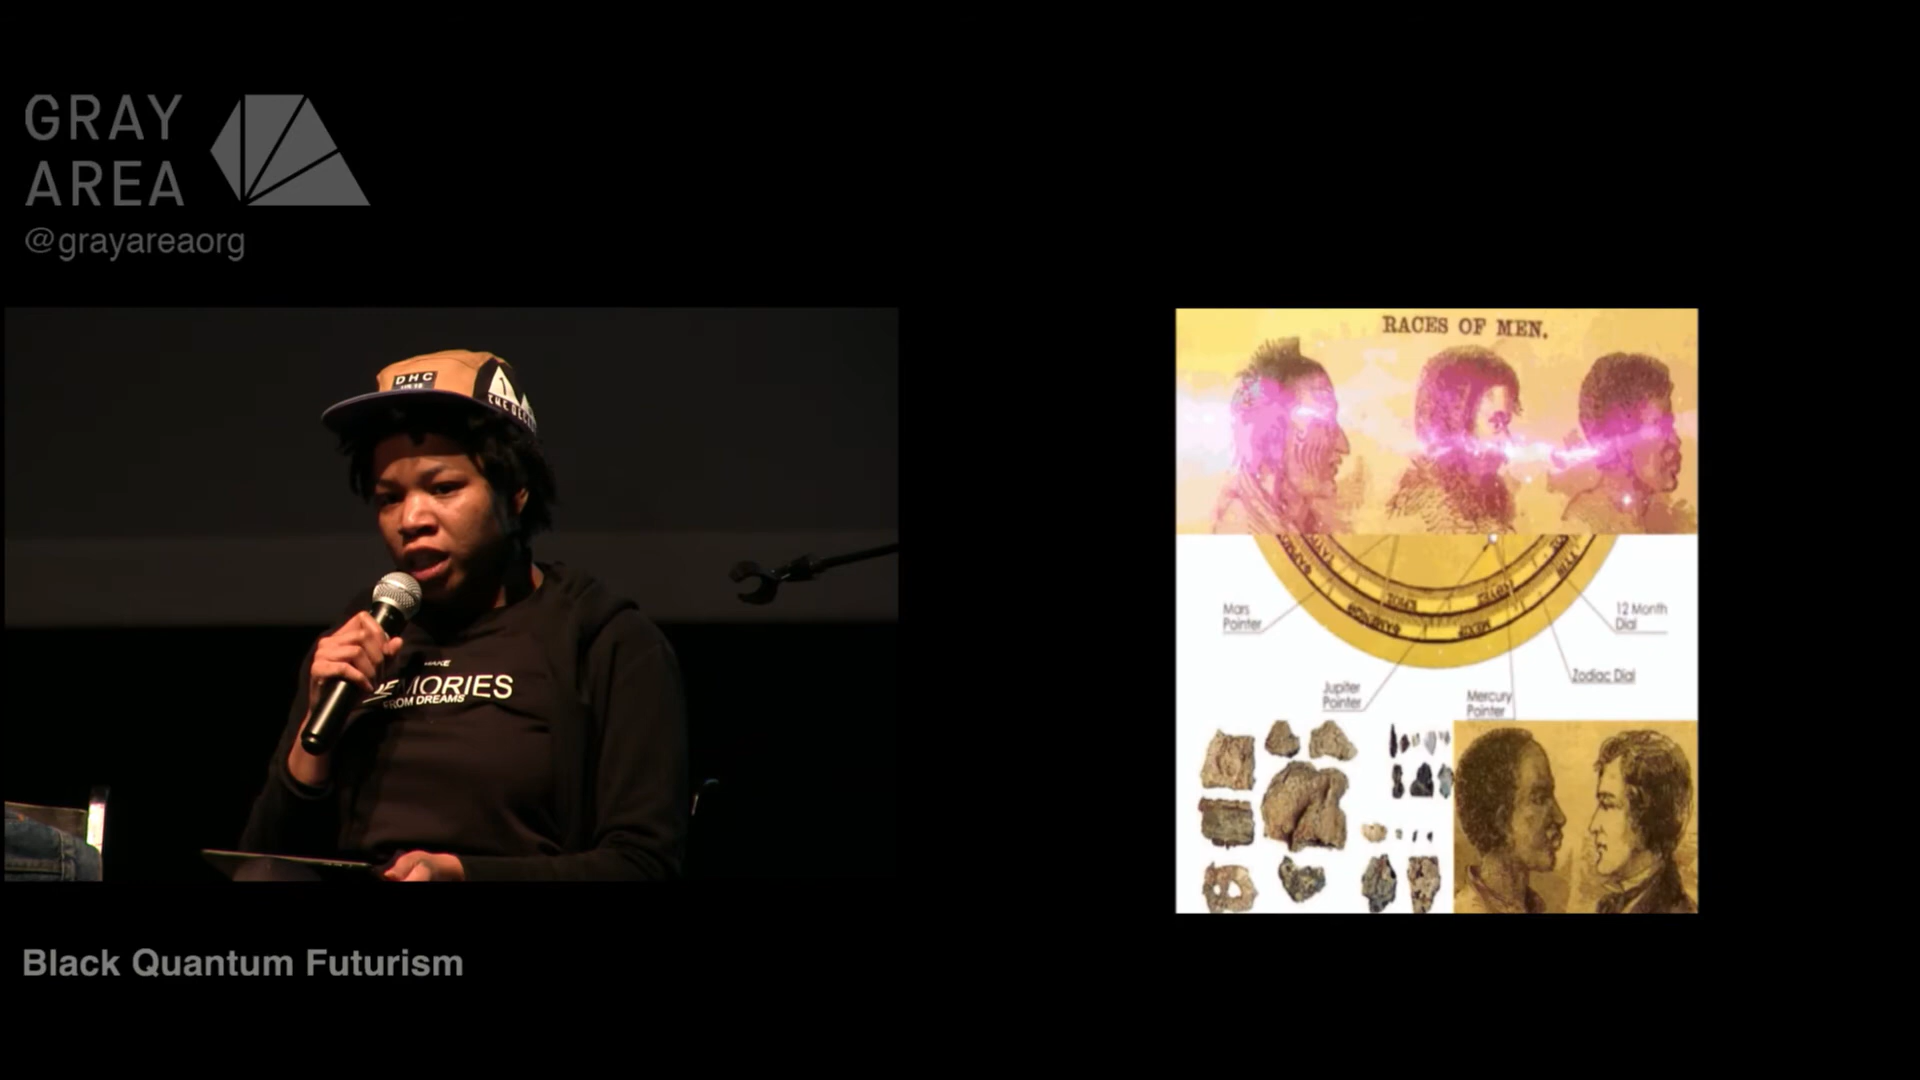 GRAY
AREA
@grayareaorg
DHC
MAKE
MEMORIES
FROM DREAMS
RACES OF MEN.
Mars
Pointer
12 Month
Dial
Zodiac Dial
Jupiter
Pointer
Mercury
Pointer
Black Quantum Futurism